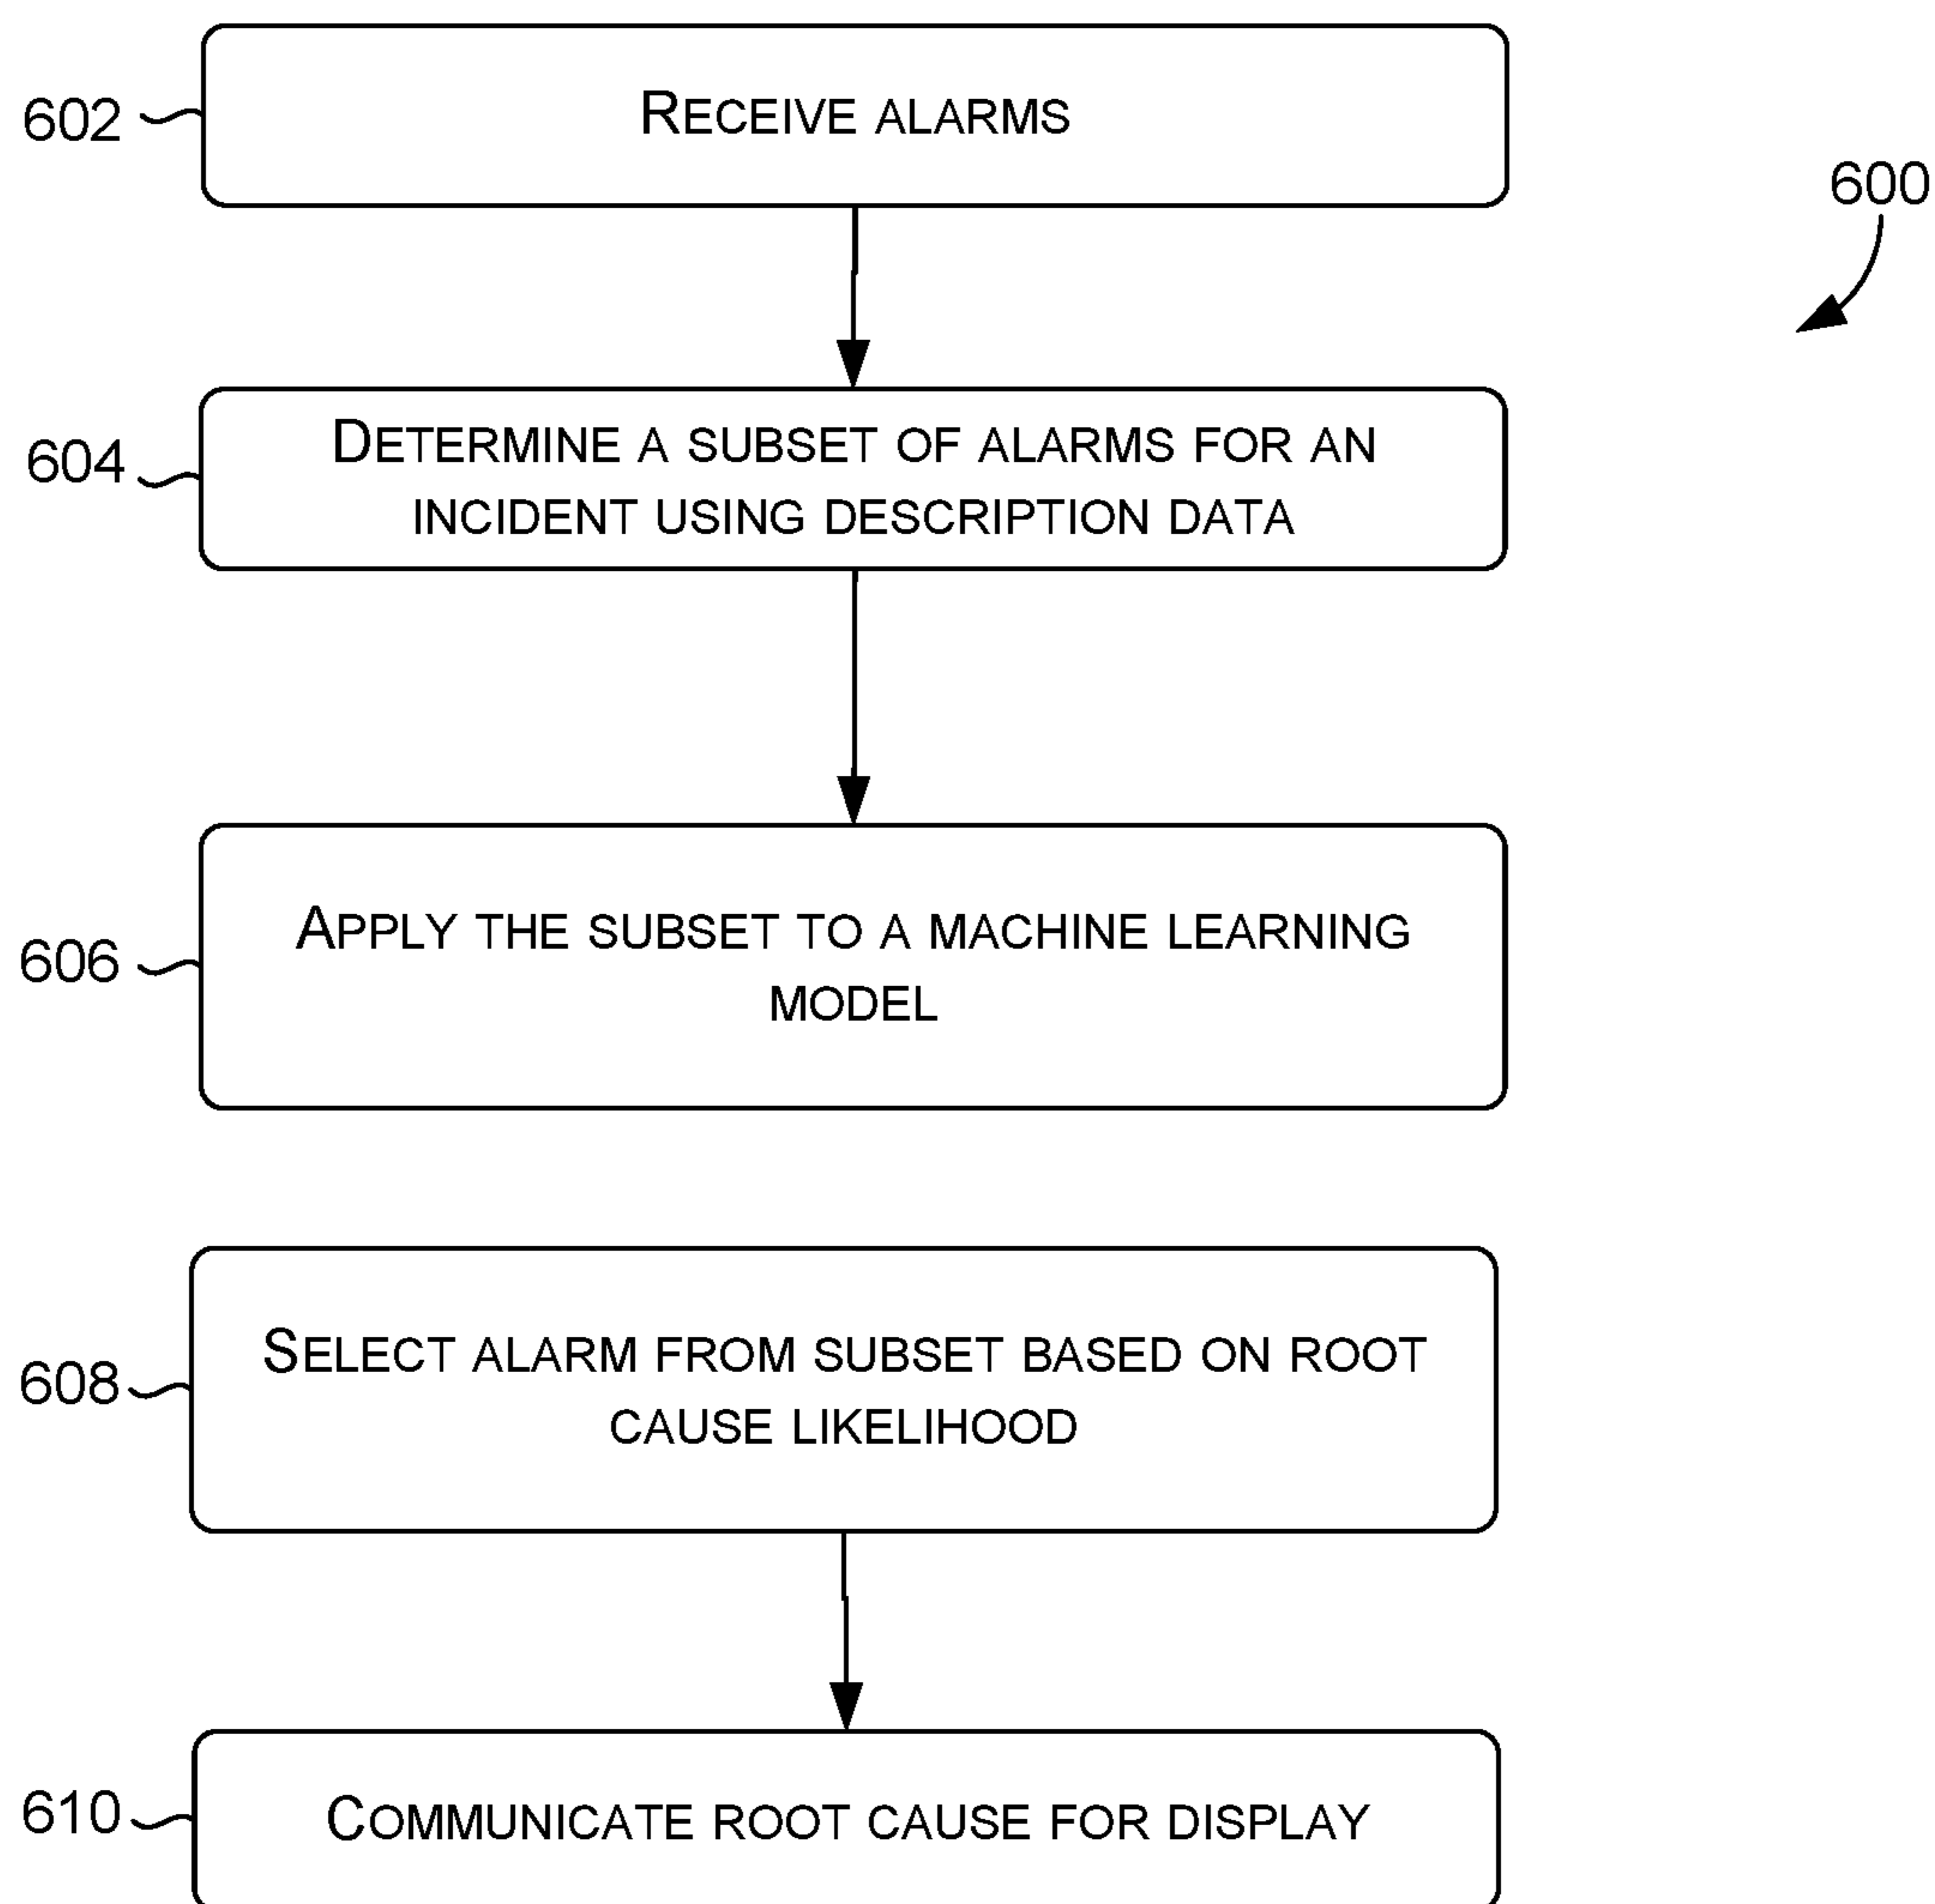 602
RECEIVE ALARMS
600
604
DETERMINE A SUBSET OF ALARMS FOR AN
INCIDENT USING DESCRIPTION DATA
606
APPLY THE SUBSET TO A MACHINE LEARNING
MODEL
608
SELECT ALARM FROM SUBSET BASED ON ROOT
CAUSE LIKELIHOOD
610
COMMUNICATE ROOT CAUSE FOR DISPLAY